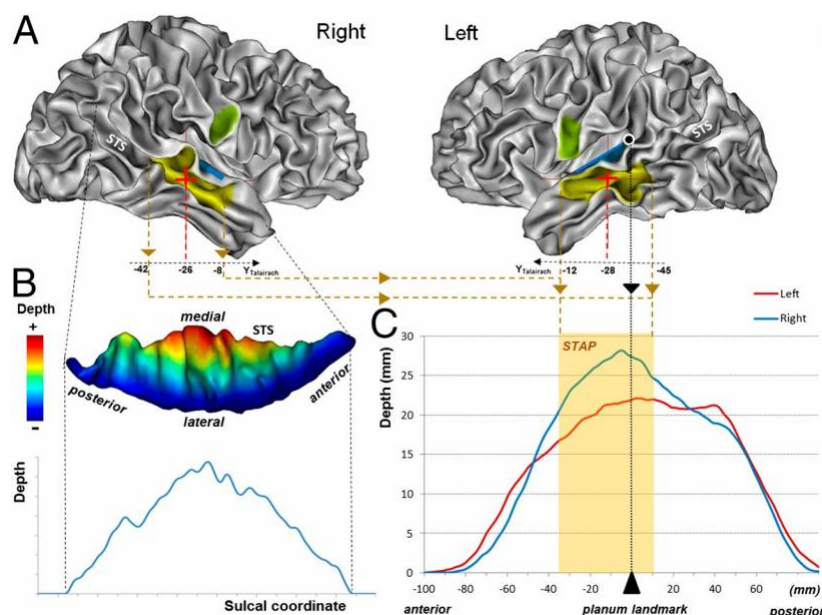 A
Right
Left
STS
STS
-42
-26
-8
YTalairach
YTalairach
-12
-28
-45
B
Depth
+
-
medial
STS
posterior
anterior
lateral
Depth
Sulcal coordinate
C
Left
Right
STAP
Depth (mm)
30
25
20
15
10
5
0
-100
-80
-60
-40
-20
20
40
60
(mm)
anterior
planum landmark
posterior